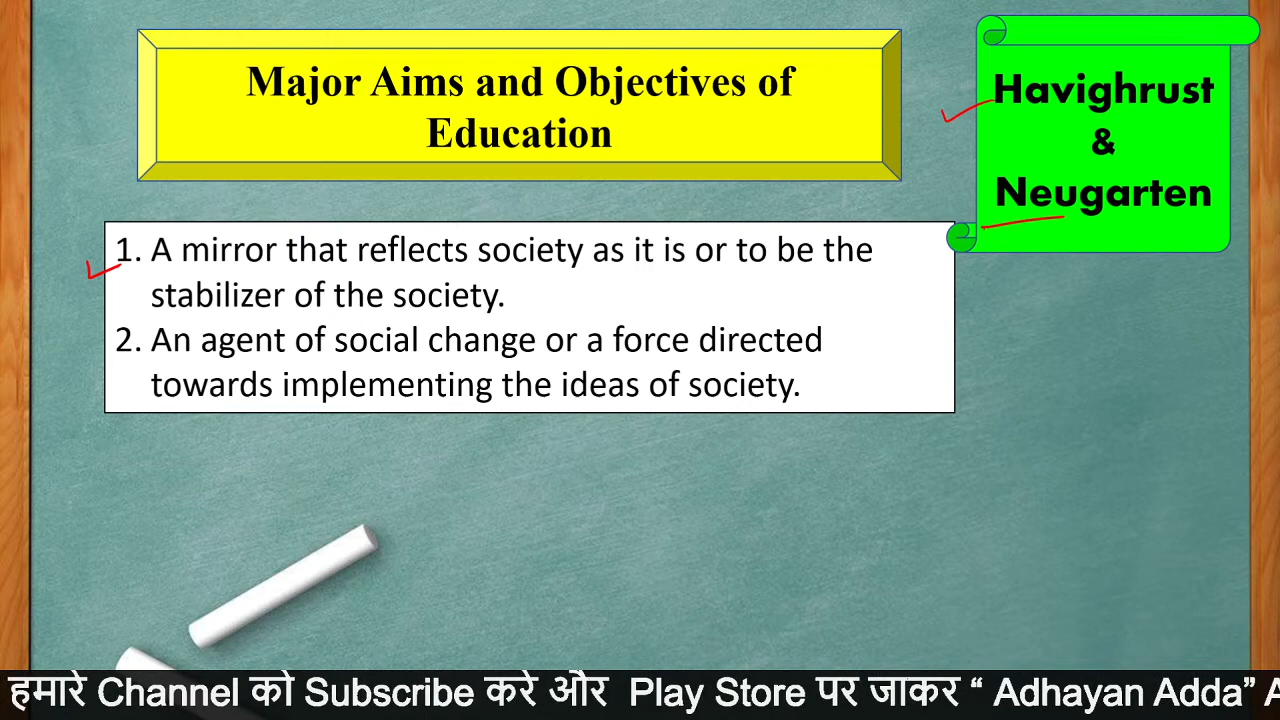 Major Aims and Objectives of
Education
Havighrust
&
Neugarten
1. A mirror that reflects society as it is or to be the
stabilizer of the society.
2. An agent of social change or a force directed
towards implementing the ideas of society.
हमारे Channel को Subscribe करे और Play Store पर जाकर “ Adhayan Adda” A